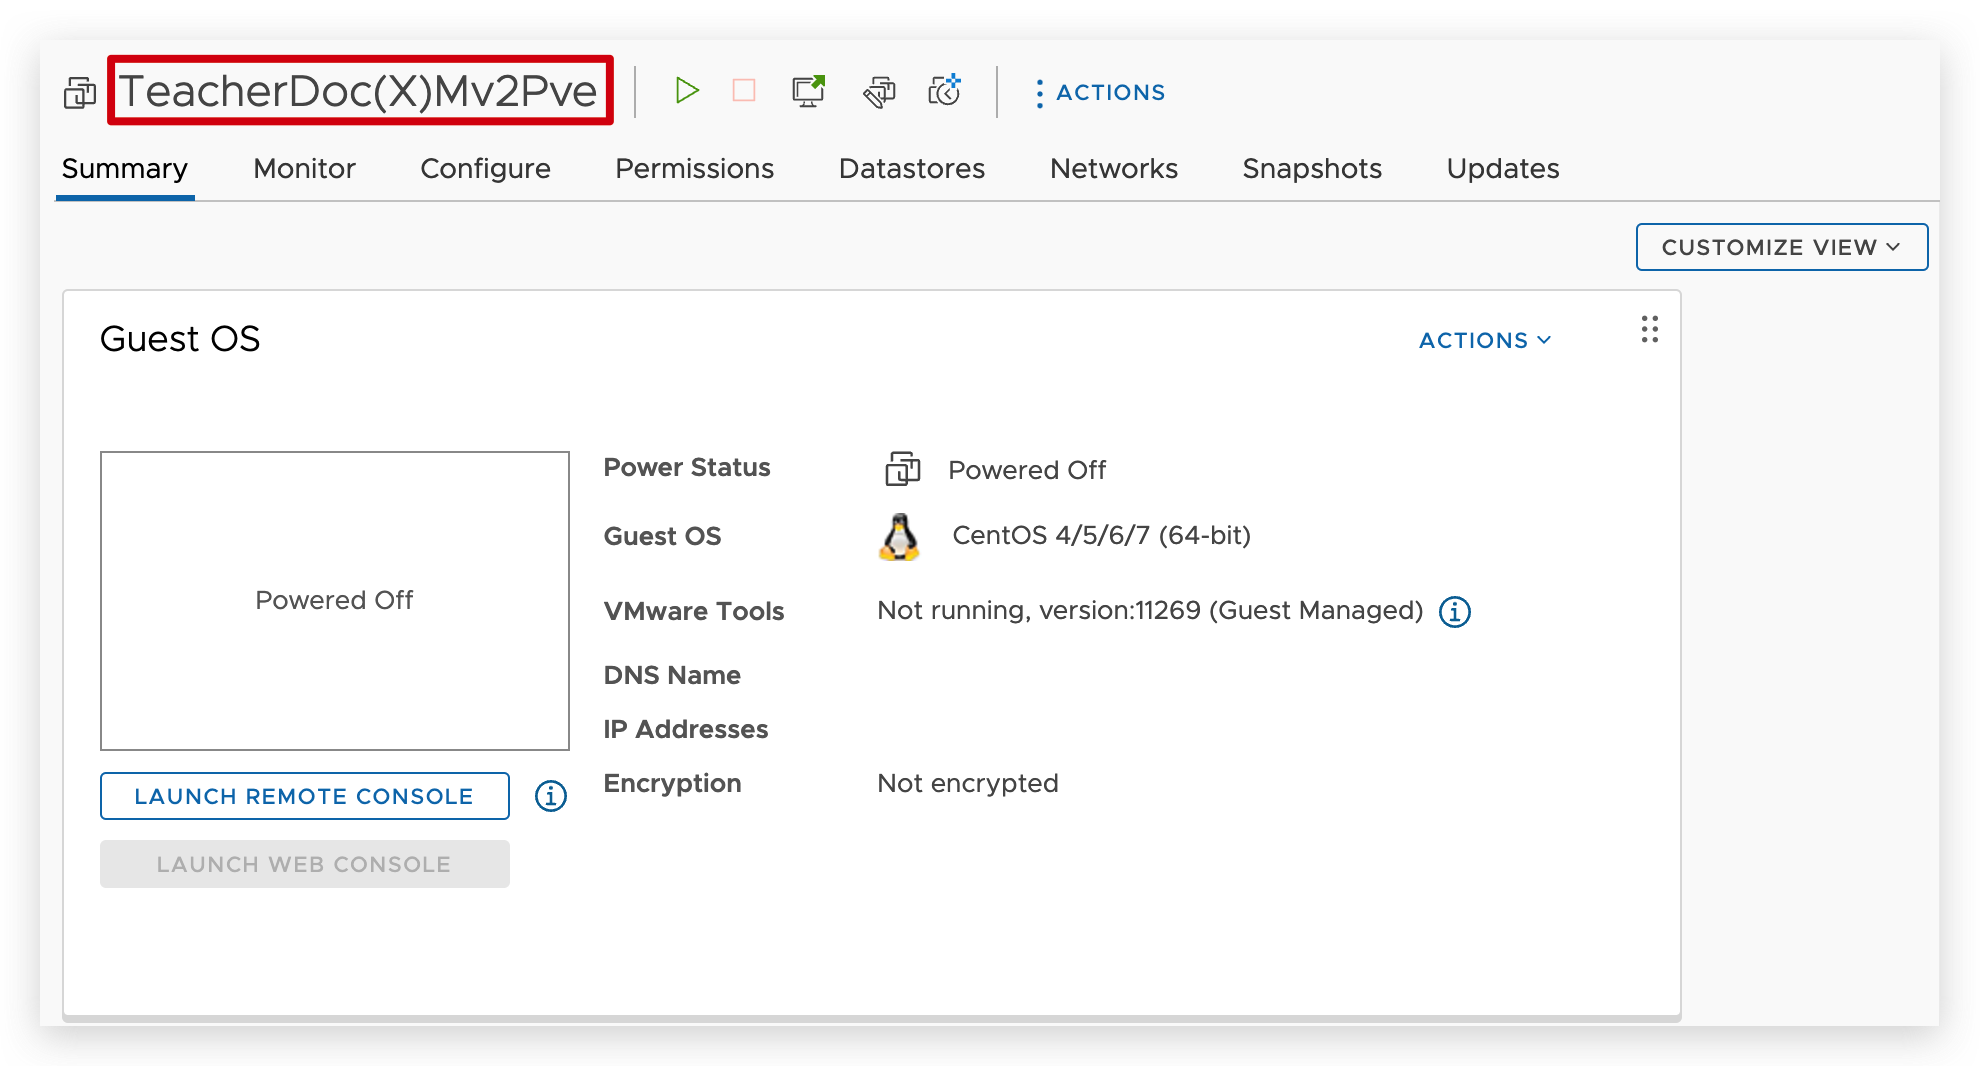 TeacherDoc(X)Mv2Pve
ACTIONS
Summary Monitor Configure Permissions Datastores Networks Snapshots Updates
CUSTOMIZE VIEW
Guest OS
ACTIONS
Powered Off
LAUNCH REMOTE CONSOLE
LAUNCH WEB CONSOLE
Power Status Powered Off
Guest OS CentOS 4/5/6/7 (64-bit)
VMware Tools Not running, version:11269 (Guest Managed)
DNS Name
IP Addresses
Encryption Not encrypted